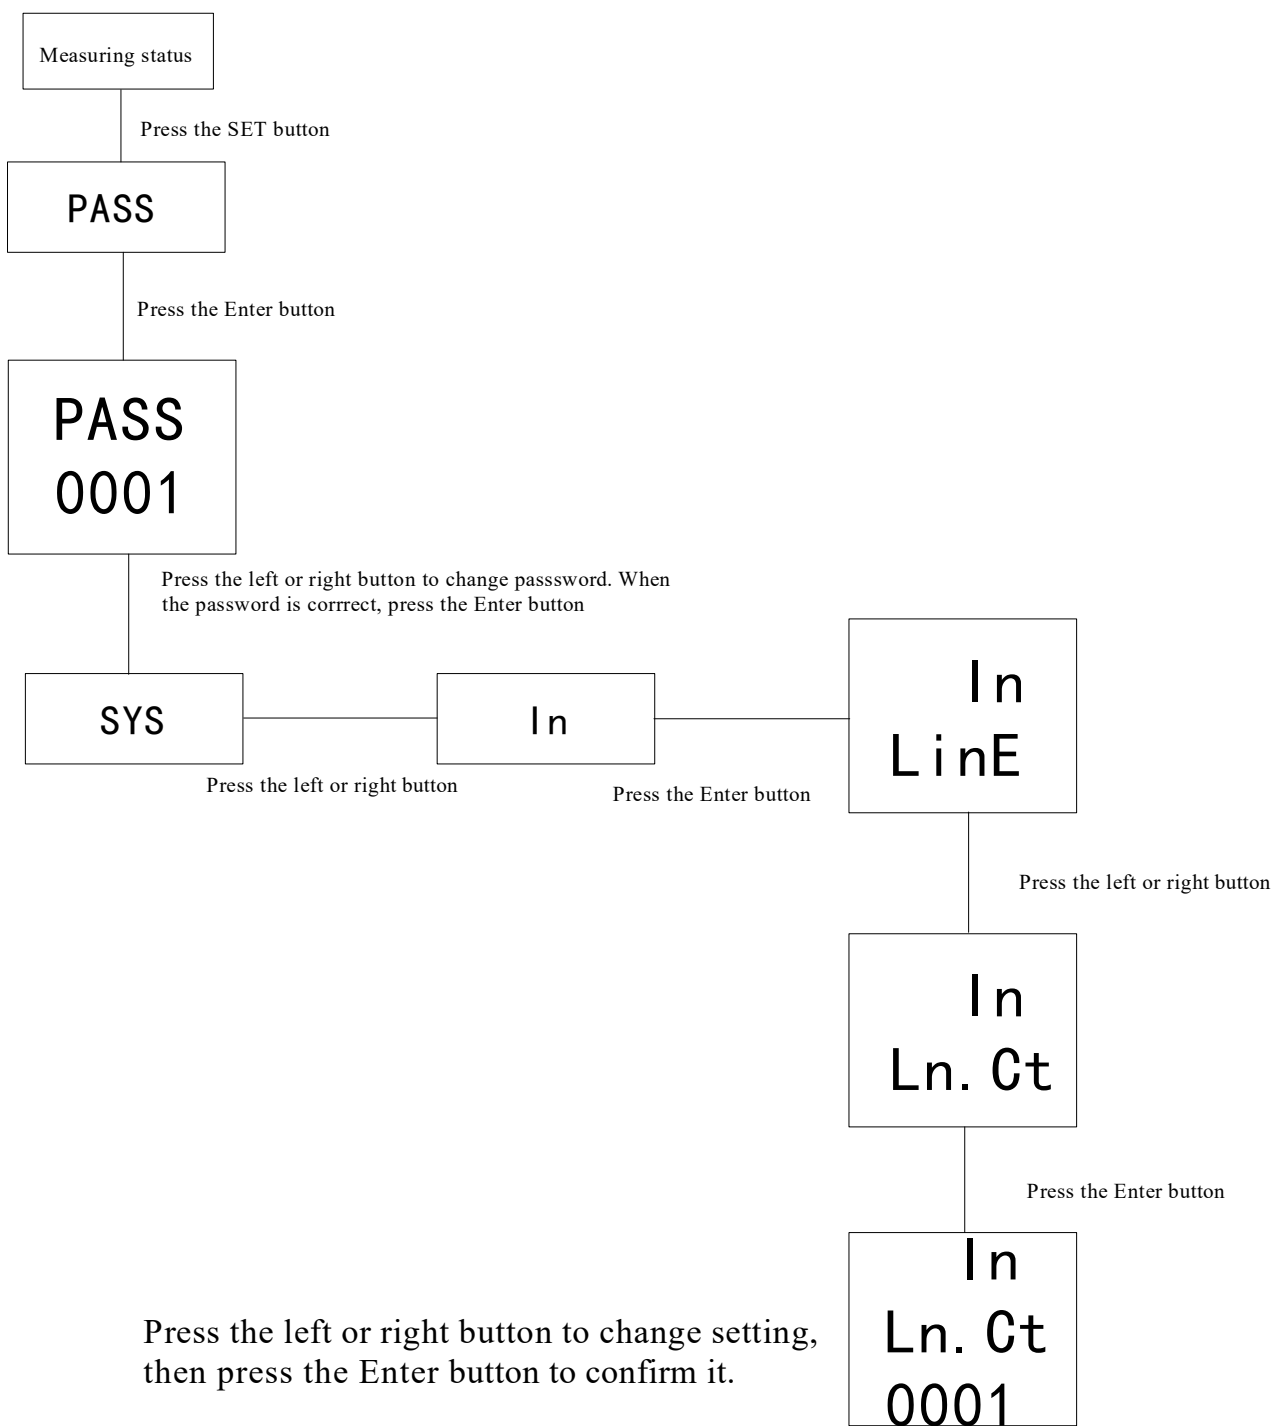 Measuring status
Press the SET button
PASS
Press the Enter button
PASS
0001
Press the left or right button to change passsword. When
the password is corrrect, press the Enter button
SYS
Press the left or right button
In
Press the Enter button
In
LinE
Press the left or right button
In
Ln.Ct
Press the Enter button
In
Ln.Ct
0001
Press the left or right button to change setting,
then press the Enter button to confirm it.